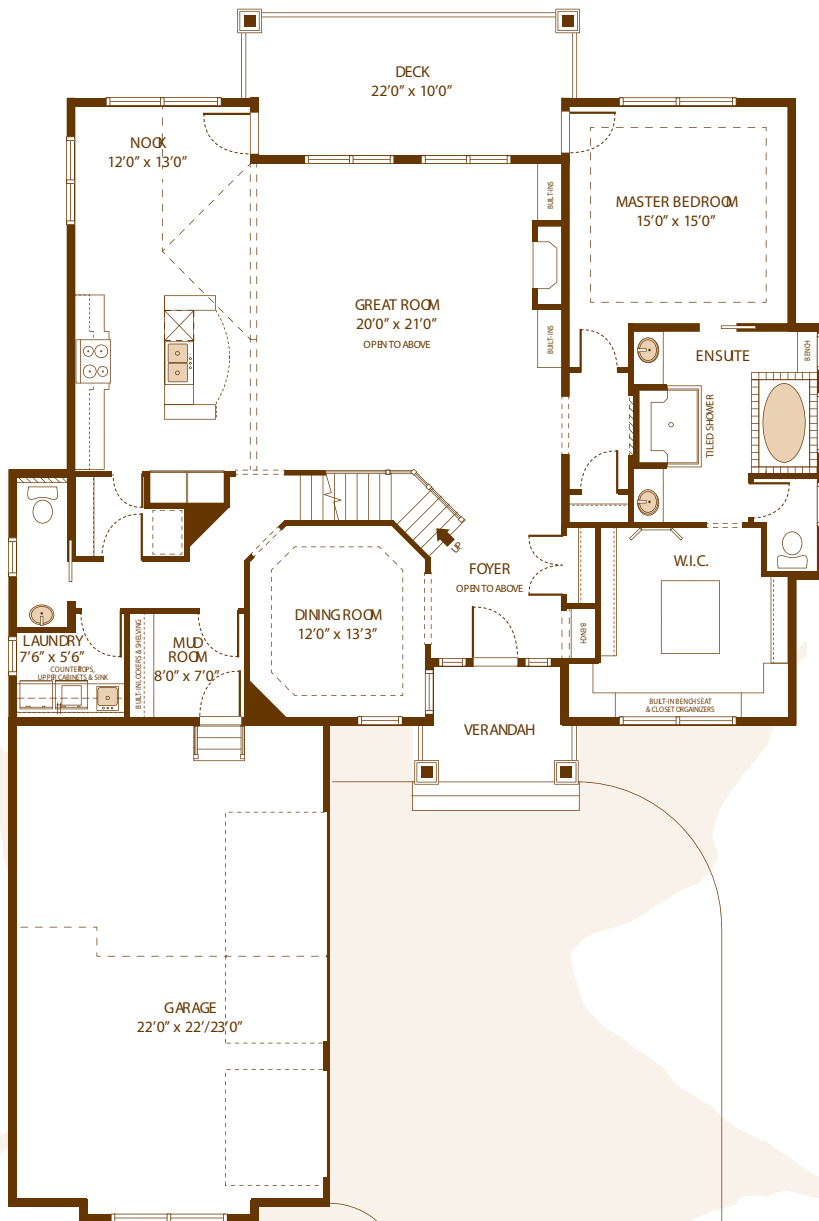 DECK
22'0" x 10'0"
NOOK
12'0" x 13'0"
BUILT-INS
MASTER BEDROOM
15'0" x 15'0"
GREAT ROOM
20'0" x 21'0"
OPEN TO ABOVE
BUILT-INS
ENSUITE
BENCH
TILED SHOWER
UP
FOYER
OPEN TO ABOVE
W.I.C.
DINING ROOM
12'0" x 13'3"
BENCH
LAUNDRY
7'6" x 5'6"
COUNTERTOPS,
UPPER CABINETS & SINK
BUILT-IN LOCKERS & SHELVING
MUD
ROOM
8'0" x 7'0"
BUILT-IN BENCH SEAT
& CLOSET ORGAINIZERS
VERANDAH
GARAGE
22'0" x 22'/23'0"